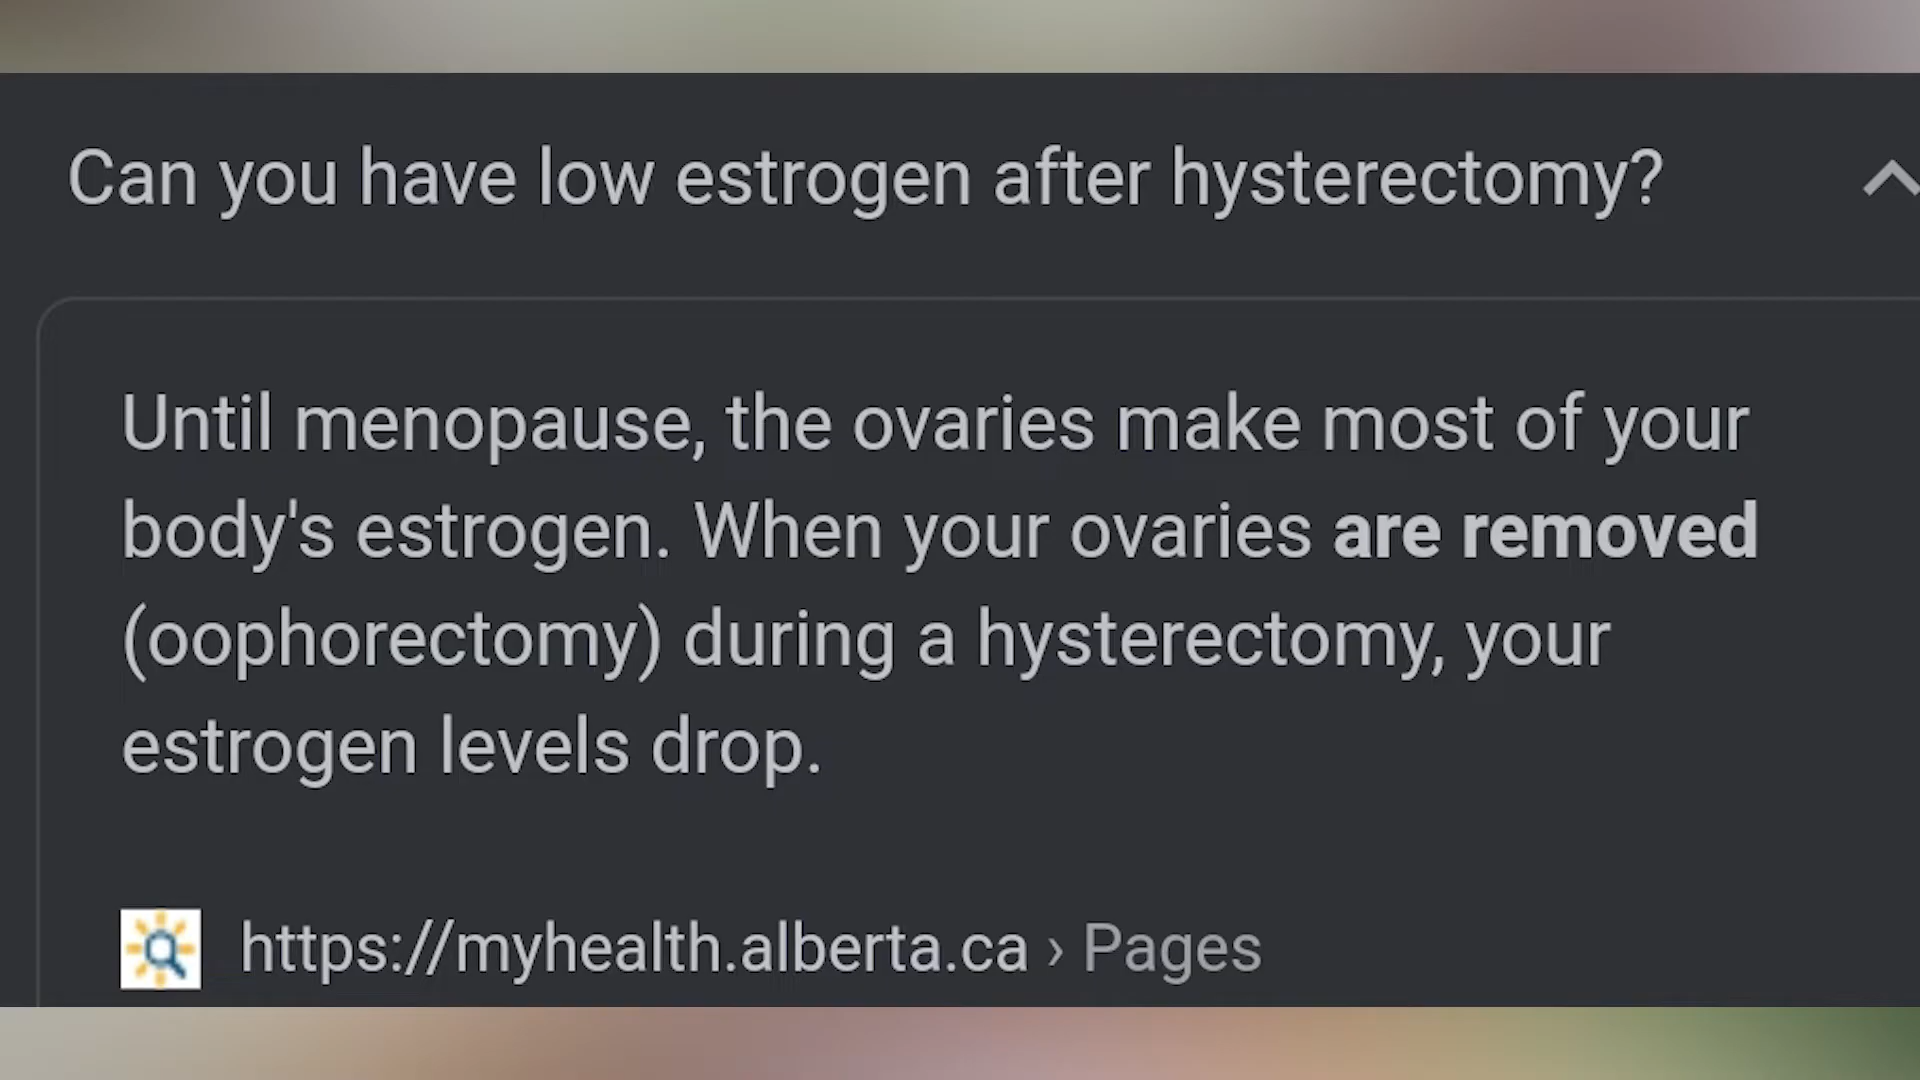 Can you have low estrogen after hysterectomy?
Until menopause, the ovaries make most of your
body's estrogen. When your ovaries are removed
(oophorectomy) during a hysterectomy, your
estrogen levels drop.
https://myhealth.alberta.ca › Pages